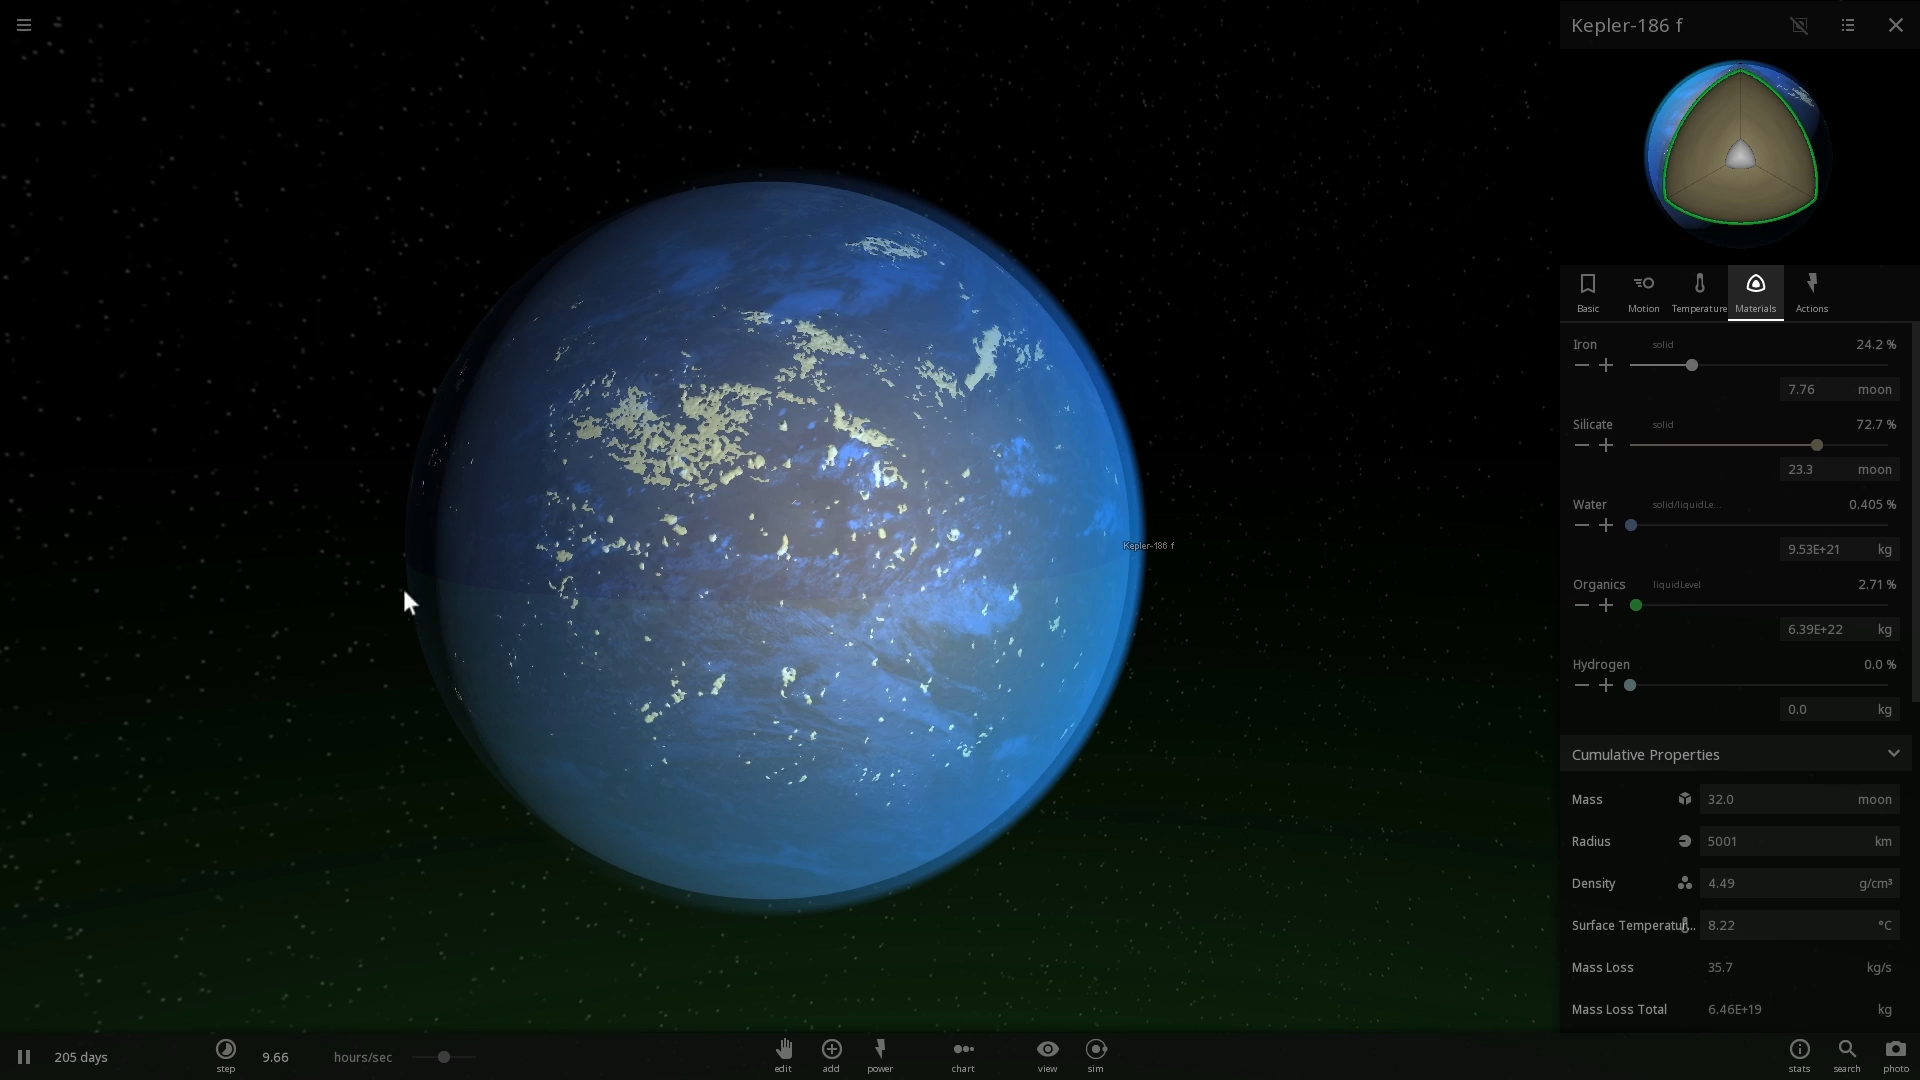 Kepler-186 f
Basic Motion Temperature Materials Actions
Iron solid 24.2 %
7.76 moon
Silicate solid 72.7 %
23.3 moon
Water solid/liquidLe... 0.405 %
9.53E+21 kg
Kepler-186 f
Organics liquidLevel 2.71 %
6.39E+22 kg
Hydrogen 0.0 %
0.0 kg
Cumulative Properties
Mass 32.0 moon
Radius 5001 km
Density 4.49 g/cm³
Surface Temperatur... 8.22 °C
Mass Loss 35.7 kg/s
Mass Loss Total 6.46E+19 kg
205 days 9.66 hours/sec
step edit add power chart view sim stats search photo